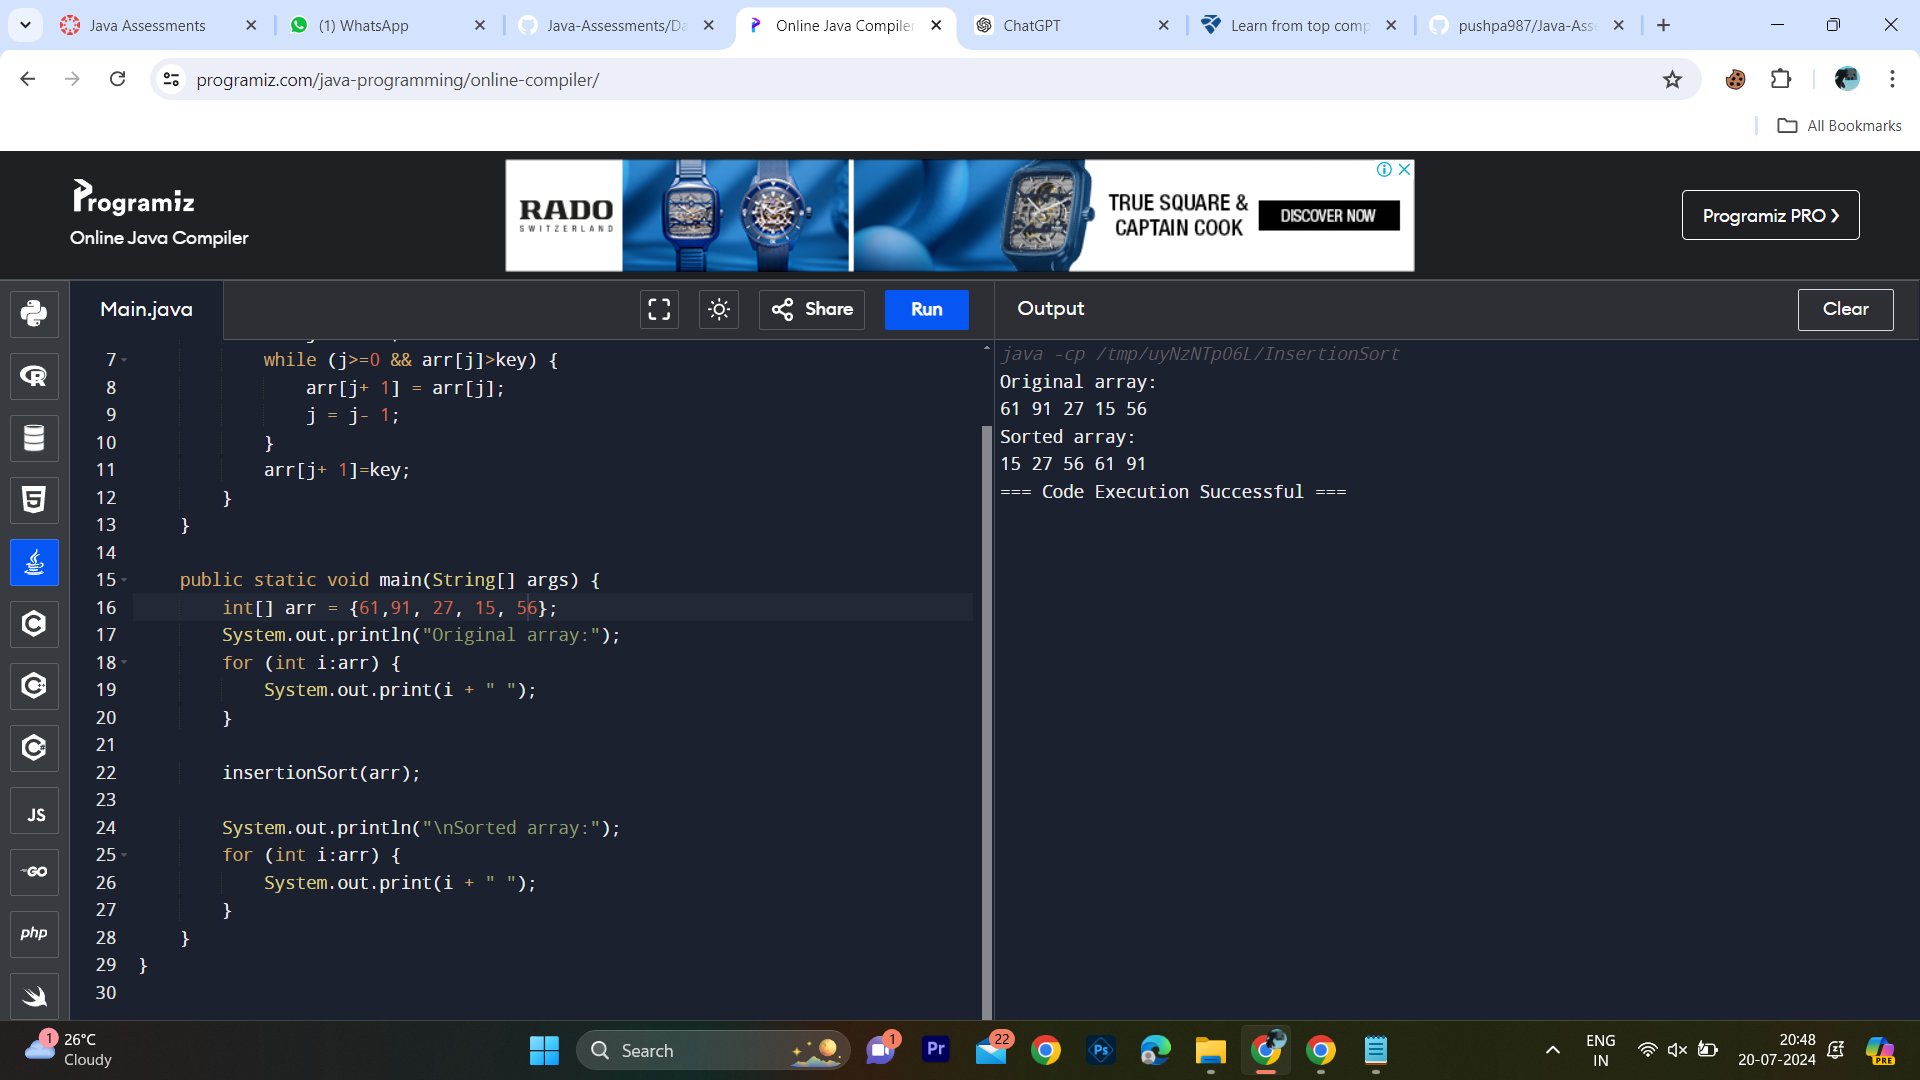 Java Assessments
(1) WhatsApp
Java-Assessments/Da
Online Java Compiler
ChatGPT
Learn from top comp
pushpa987/Java-Asse
programiz.com/java-programming/online-compiler/
All Bookmarks
Programiz
Online Java Compiler
RADO
SWITZERLAND
TRUE SQUARE &
CAPTAIN COOK
DISCOVER NOW
Programiz PRO
Main.java
Share
Run
Output
Clear
7 while (j>=0 && arr[j]>key) {
8 arr[j+ 1] = arr[j];
9 j = j- 1;
10 }
11 arr[j+ 1]=key;
12 }
13 }
14
15 public static void main(String[] args) {
16 int[] arr = {61,91, 27, 15, 56};
17 System.out.println("Original array:");
18 for (int i:arr) {
19 System.out.print(i + " ");
20 }
21
22 insertionSort(arr);
23
24 System.out.println("\nSorted array:");
25 for (int i:arr) {
26 System.out.print(i + " ");
27 }
28 }
29 }
30
java -cp /tmp/uyNzNTpO6L/InsertionSort
Original array:
61 91 27 15 56
Sorted array:
15 27 56 61 91
=== Code Execution Successful ===
R
5
C
C
C
JS
GO
php
1
26°C
Cloudy
Search
1
Pr
22
Ps
ENG
IN
20:48
20-07-2024
PRE